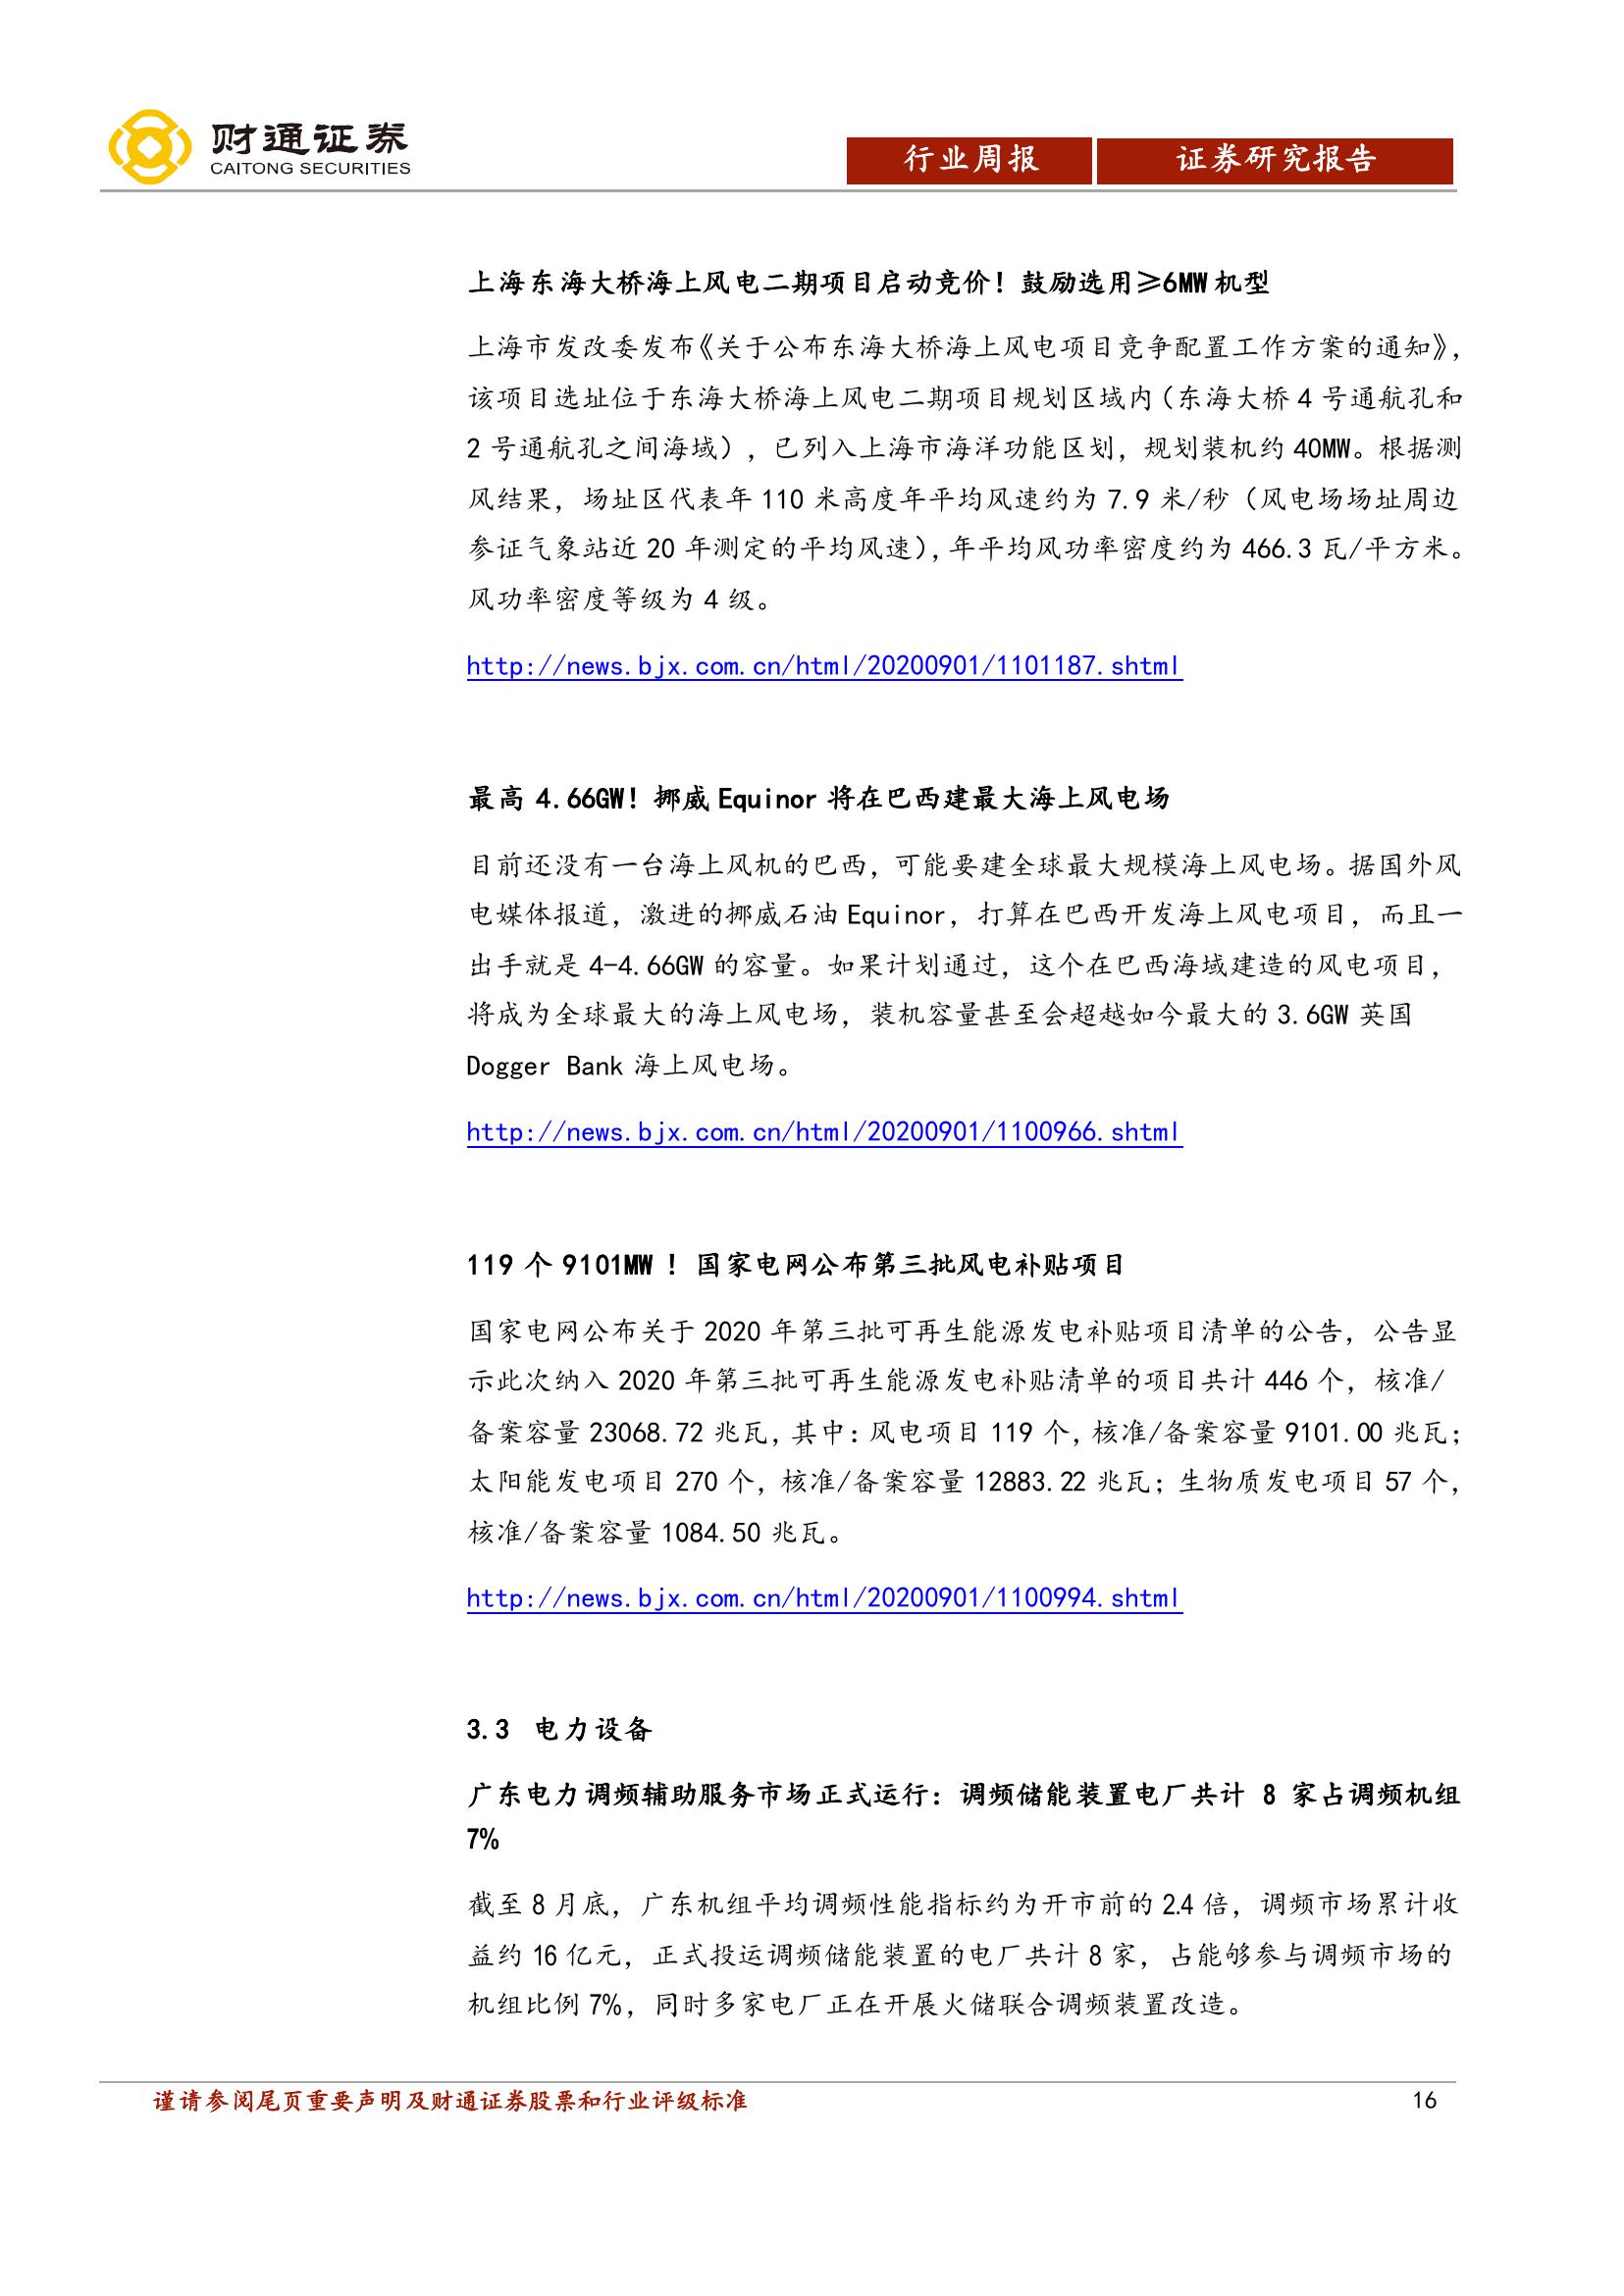 财通证券
CAITONG SECURITIES
行业周报
证券研究报告
上海东海大桥海上风电二期项目启动竞价！鼓励选用≥6MW机型
上海市发改委发布《关于公布东海大桥海上风电项目竞争配置工作方案的通知》，
该项目选址位于东海大桥海上风电二期项目规划区域内（东海大桥 4 号通航孔和
2 号通航孔之间海域），已列入上海市海洋功能区划，规划装机约 40MW。根据测
风结果，场址区代表年 110 米高度年平均风速约为 7.9 米/秒（风电场场址周边
参证气象站近 20 年测定的平均风速），年平均风功率密度约为 466.3 瓦/平方米。
风功率密度等级为 4 级。
http://news.bjx.com.cn/html/20200901/1101187.shtml
最高 4.66GW！挪威 Equinor 将在巴西建最大海上风电场
目前还没有一台海上风机的巴西，可能要建全球最大规模海上风电场。据国外风
电媒体报道，激进的挪威石油 Equinor，打算在巴西开发海上风电项目，而且一
出手就是 4-4.66GW 的容量。如果计划通过，这个在巴西海域建造的风电项目，
将成为全球最大的海上风电场，装机容量甚至会超越如今最大的 3.6GW 英国
Dogger Bank 海上风电场。
http://news.bjx.com.cn/html/20200901/1100966.shtml
119 个 9101MW ！国家电网公布第三批风电补贴项目
国家电网公布关于 2020 年第三批可再生能源发电补贴项目清单的公告，公告显
示此次纳入 2020 年第三批可再生能源发电补贴清单的项目共计 446 个，核准/
备案容量 23068.72 兆瓦，其中：风电项目 119 个，核准/备案容量 9101.00 兆瓦；
太阳能发电项目 270 个，核准/备案容量 12883.22 兆瓦；生物质发电项目 57 个，
核准/备案容量 1084.50 兆瓦。
http://news.bjx.com.cn/html/20200901/1100994.shtml
3.3 电力设备
广东电力调频辅助服务市场正式运行：调频储能装置电厂共计 8 家占调频机组
7%
截至 8 月底，广东机组平均调频性能指标约为开市前的 2.4 倍，调频市场累计收
益约 16 亿元，正式投运调频储能装置的电厂共计 8 家，占能够参与调频市场的
机组比例 7%，同时多家电厂正在开展火储联合调频装置改造。
谨请参阅尾页重要声明及财通证券股票和行业评级标准
16